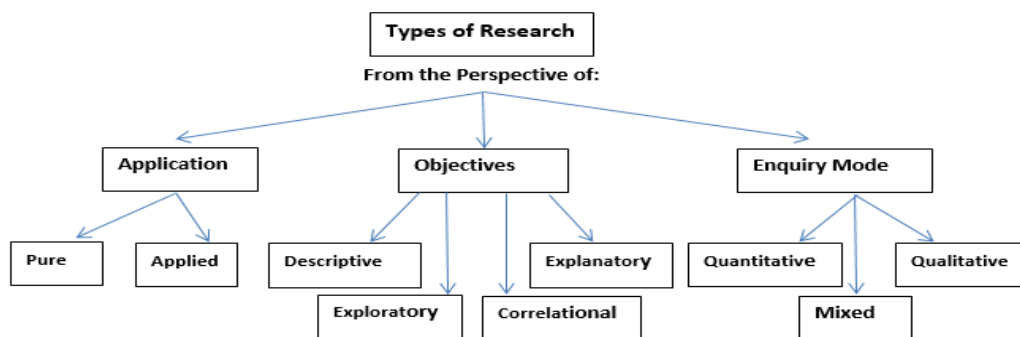 Types of Research
From the Perspective of:
Application
Objectives
Enquiry Mode
Pure
Applied
Descriptive
Explanatory
Quantitative
Qualitative
Exploratory
Correlational
Mixed